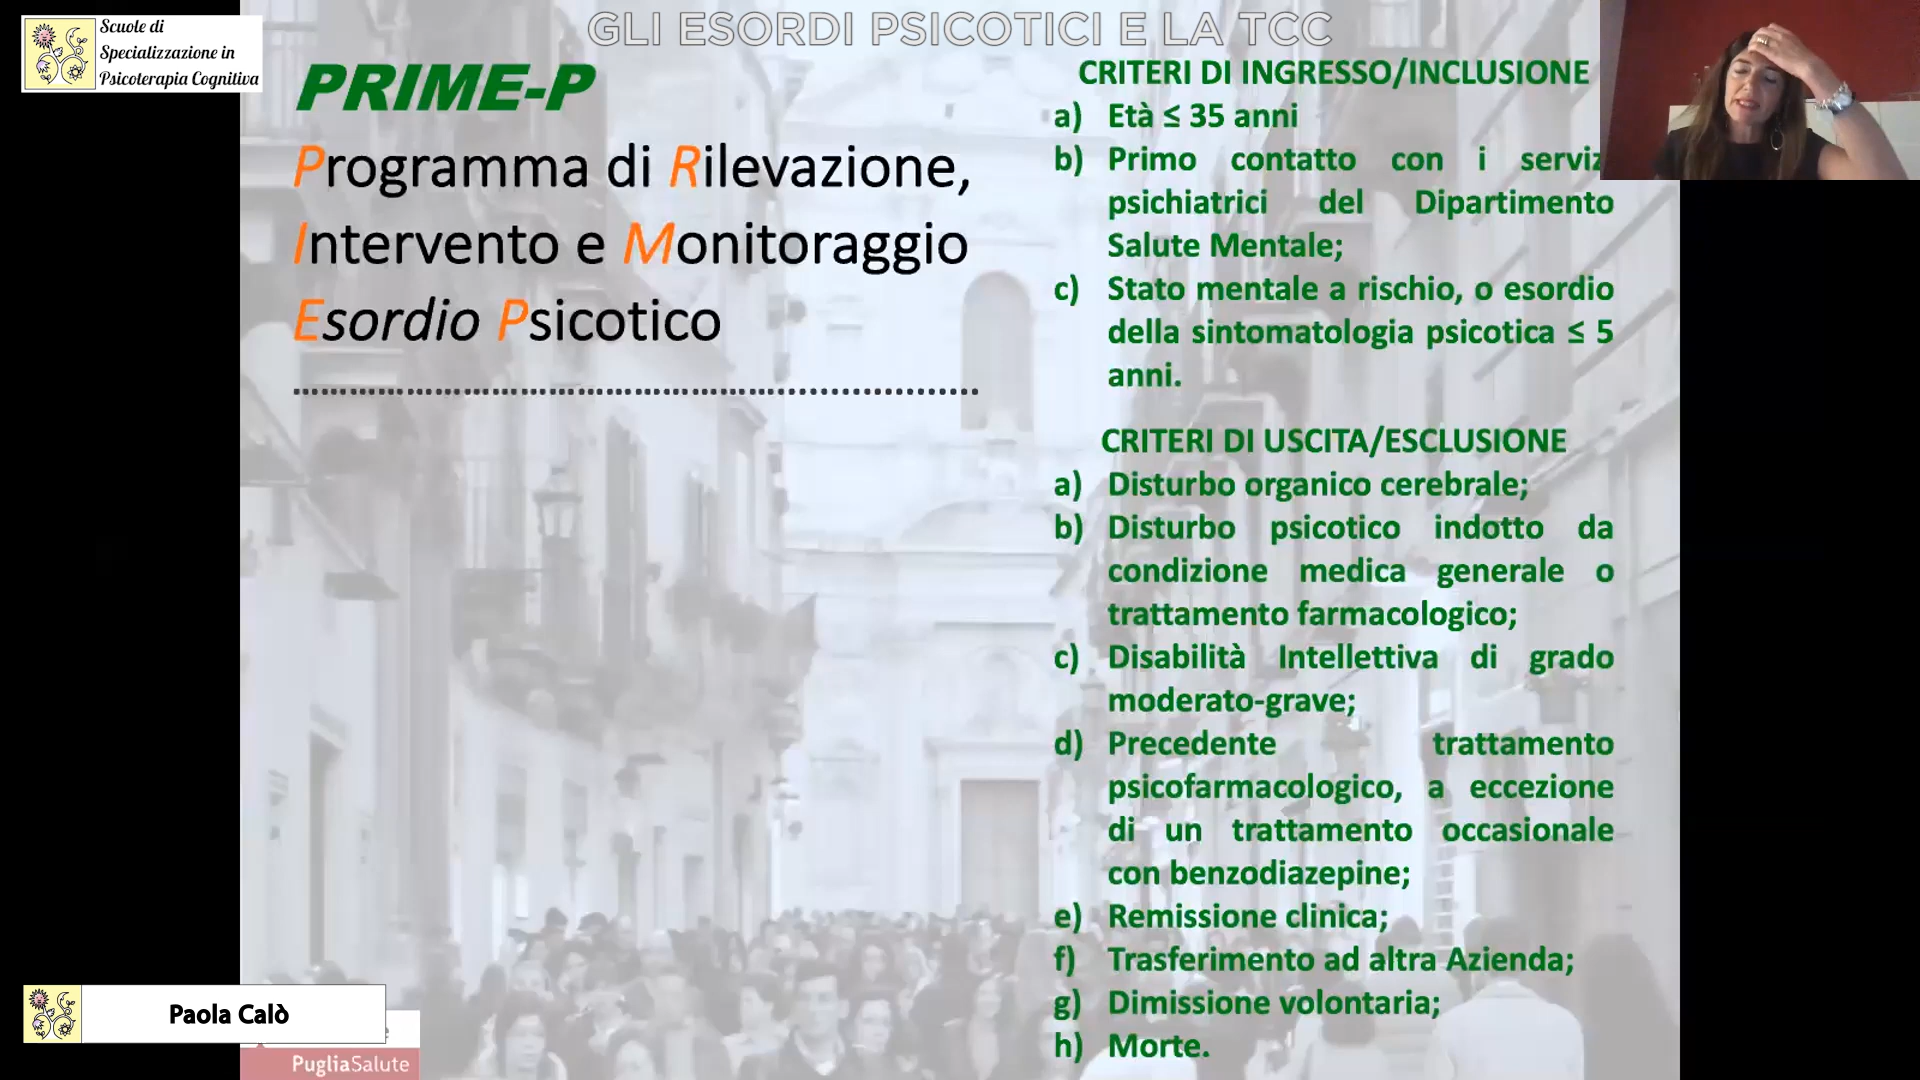 GLI ESORDI PSICOTICI E LA TCC
Scuole di
Specializzazione in
Psicoterapia Cognitiva
PRIME-P
Programma di Rilevazione,
Intervento e Monitoraggio
Esordio Psicotico
CRITERI DI INGRESSO/INCLUSIONE
a) Età ≤ 35 anni
b) Primo contatto con i serviz
psichiatrici del Dipartimento
Salute Mentale;
c) Stato mentale a rischio, o esordio
della sintomatologia psicotica ≤ 5
anni.
CRITERI DI USCITA/ESCLUSIONE
a) Disturbo organico cerebrale;
b) Disturbo psicotico indotto da
condizione medica generale o
trattamento farmacologico;
c) Disabilità Intellettiva di grado
moderato-grave;
d) Precedente trattamento
psicofarmacologico, a eccezione
di un trattamento occasionale
con benzodiazepine;
e) Remissione clinica;
f) Trasferimento ad altra Azienda;
g) Dimissione volontaria;
h) Morte.
Paola Calò
PugliaSalute